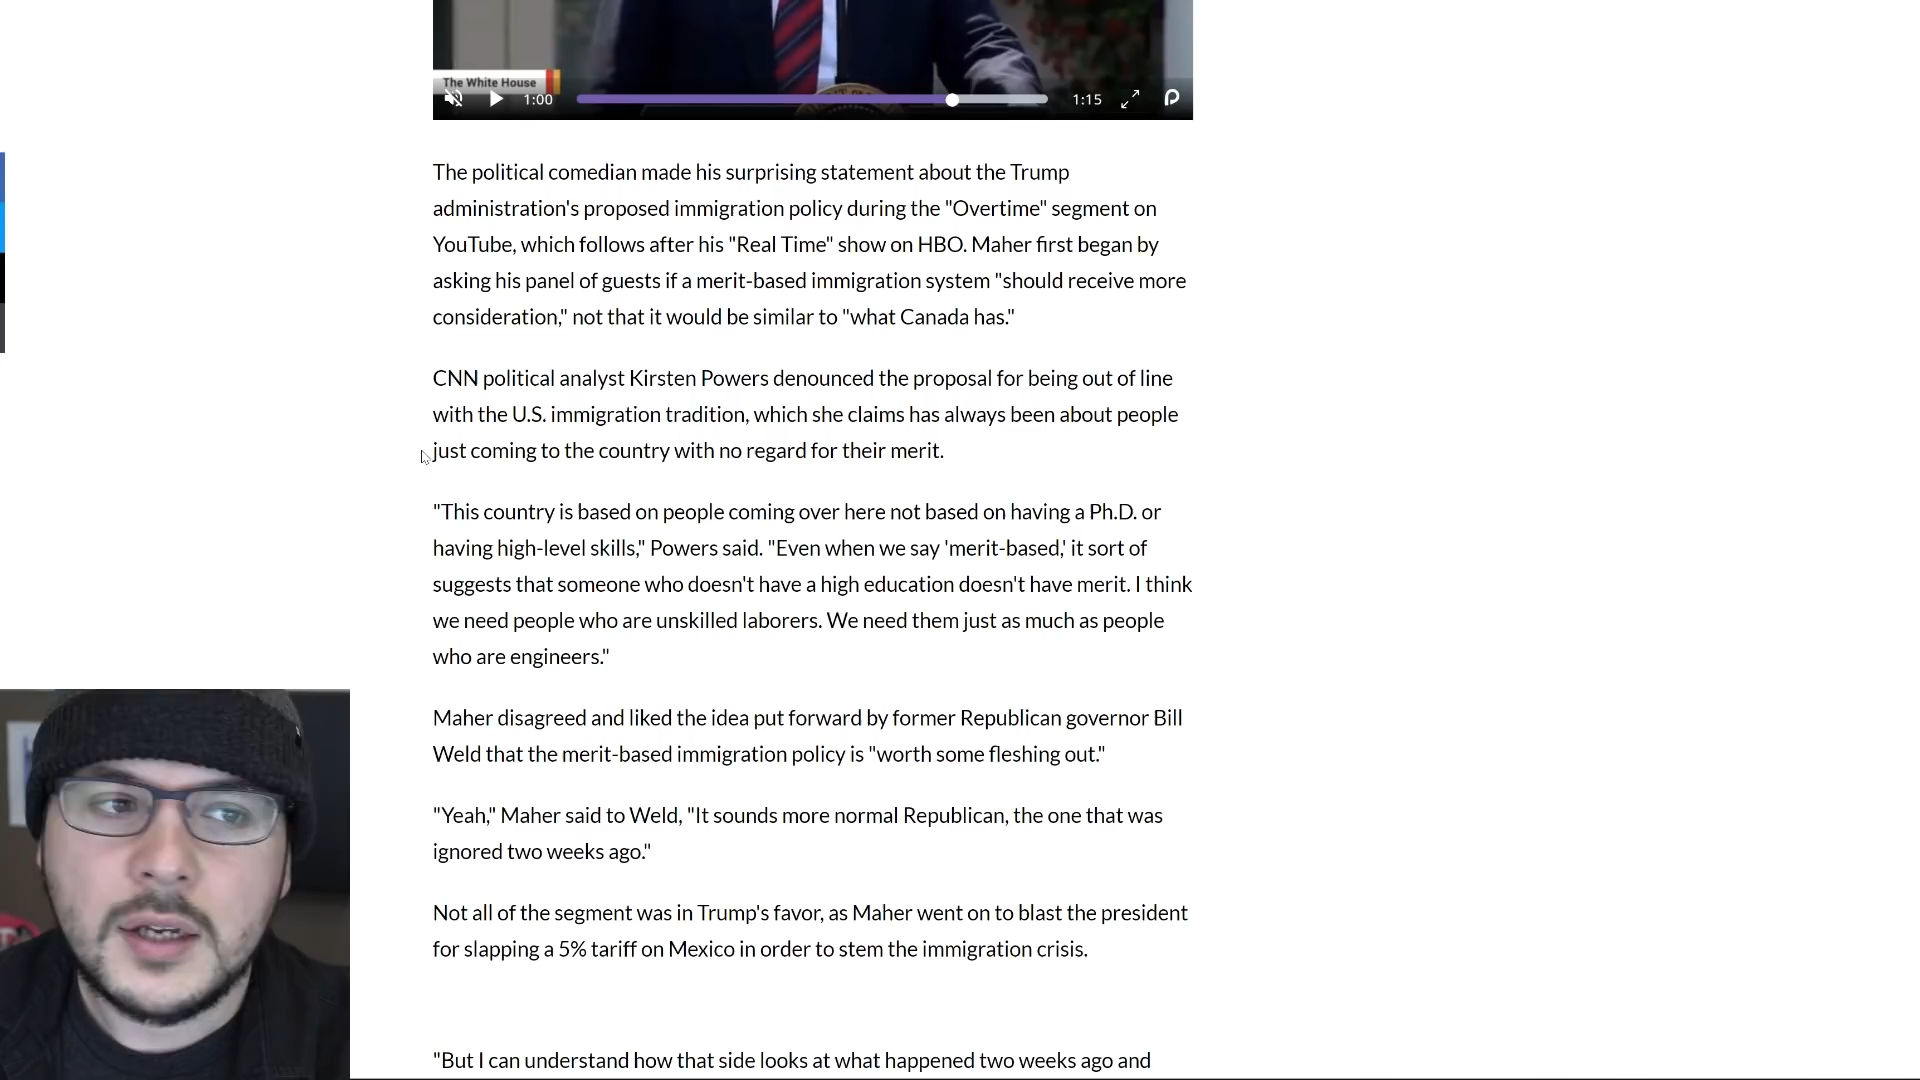 The White House
1:00
1:15
The political comedian made his surprising statement about the Trump
administration's proposed immigration policy during the "Overtime" segment on
YouTube, which follows after his "Real Time" show on HBO. Maher first began by
asking his panel of guests if a merit-based immigration system "should receive more
consideration," not that it would be similar to "what Canada has."
CNN political analyst Kirsten Powers denounced the proposal for being out of line
with the U.S. immigration tradition, which she claims has always been about people
just coming to the country with no regard for their merit.
"This country is based on people coming over here not based on having a Ph.D. or
having high-level skills," Powers said. "Even when we say 'merit-based,' it sort of
suggests that someone who doesn't have a high education doesn't have merit. I think
we need people who are unskilled laborers. We need them just as much as people
who are engineers."
Maher disagreed and liked the idea put forward by former Republican governor Bill
Weld that the merit-based immigration policy is "worth some fleshing out."
"Yeah," Maher said to Weld, "It sounds more normal Republican, the one that was
ignored two weeks ago."
Not all of the segment was in Trump's favor, as Maher went on to blast the president
for slapping a 5% tariff on Mexico in order to stem the immigration crisis.
"But I can understand how that side looks at what happened two weeks ago and